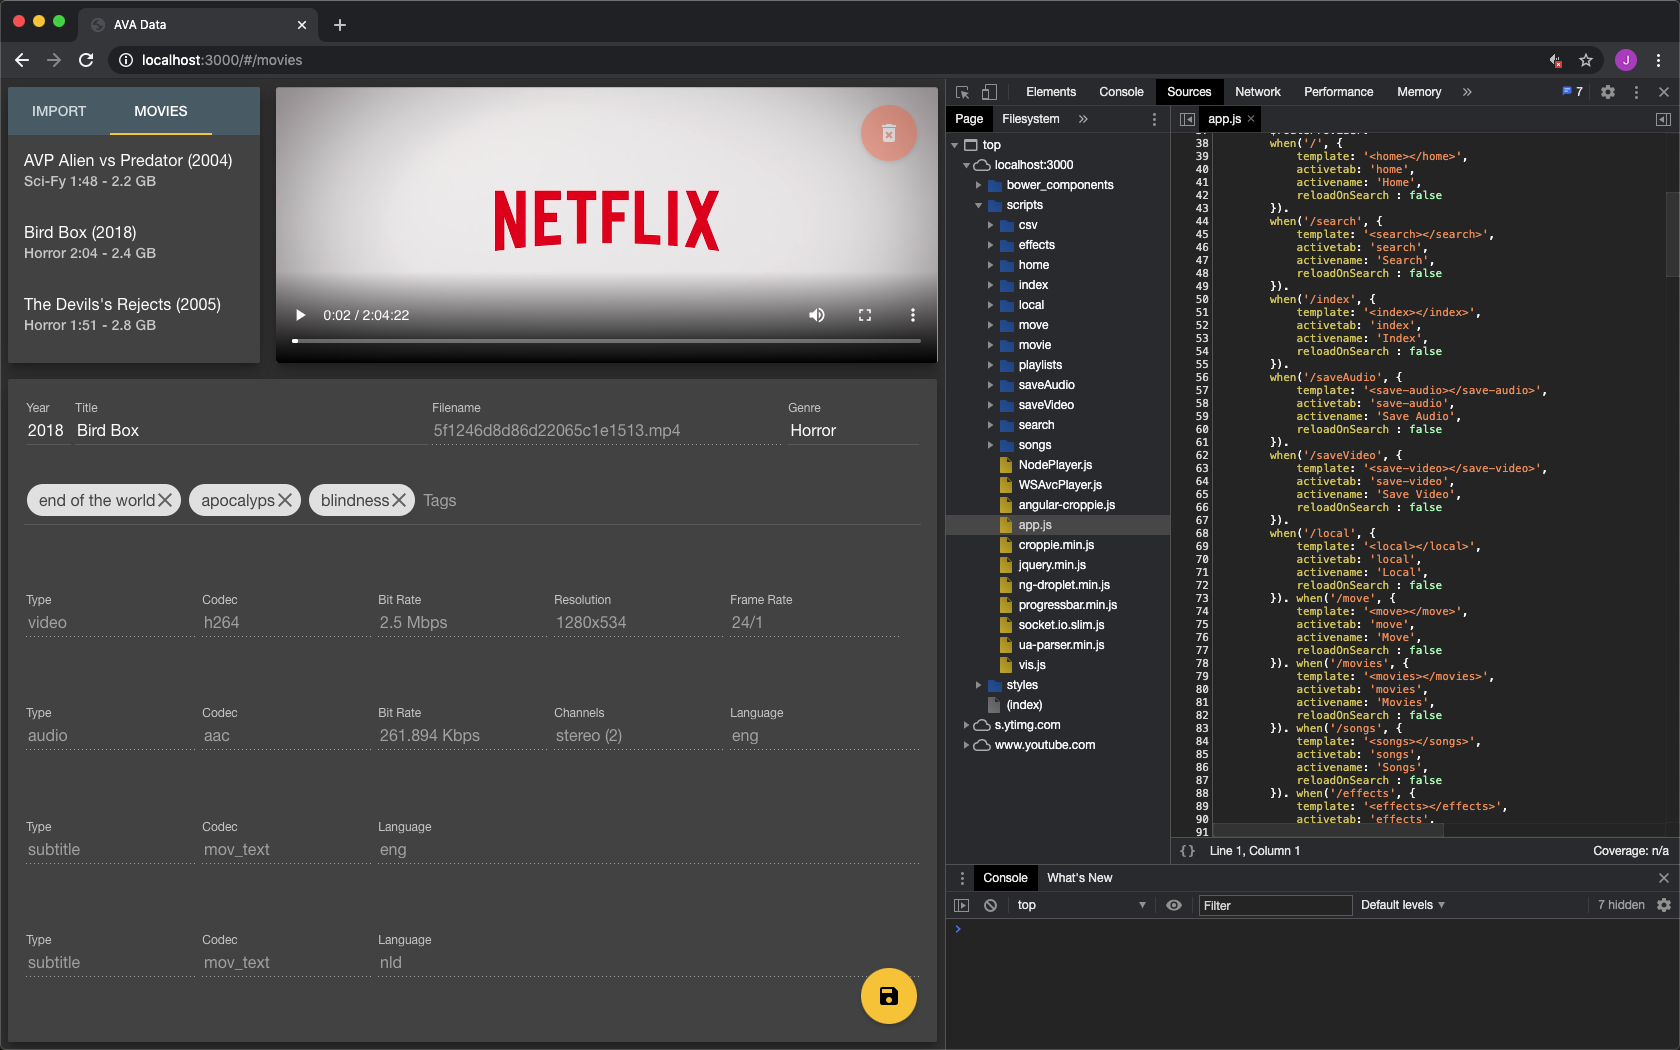 AVA Data
localhost:3000/#/movies
J
IMPORT
MOVIES
AVP Alien vs Predator (2004)
Sci-Fy 1:48 - 2.2 GB
Bird Box (2018)
Horror 2:04 - 2.4 GB
The Devils's Rejects (2005)
Horror 1:51 - 2.8 GB
NETFLIX
0:02 / 2:04:22
Year Title Filename Genre
2018 Bird Box 5f1246d8d86d22065c1e1513.mp4 Horror
end of the world apocalyps blindness Tags
Type Codec Bit Rate Resolution Frame Rate
video h264 2.5 Mbps 1280x534 24/1
Type Codec Bit Rate Channels Language
audio aac 261.894 Kbps stereo (2) eng
Type Codec Language
subtitle mov_text eng
Type Codec Language
subtitle mov_text nld
Elements Console Sources Network Performance Memory » 7
Page Filesystem »
top
localhost:3000
bower_components
scripts
csv
effects
home
index
local
move
movie
playlists
saveAudio
saveVideo
search
songs
NodePlayer.js
WSAvcPlayer.js
angular-croppie.js
app.js
croppie.min.js
jquery.min.js
ng-droplet.min.js
progressbar.min.js
socket.io.slim.js
ua-parser.min.js
vis.js
styles
(index)
s.ytimg.com
www.youtube.com
app.js
38 when('/', {
39 template: '<home></home>',
40 activetab: 'home',
41 activename: 'Home',
42 reloadOnSearch : false
43 }).
44 when('/search', {
45 template: '<search></search>',
46 activetab: 'search',
47 activename: 'Search',
48 reloadOnSearch : false
49 }).
50 when('/index', {
51 template: '<index></index>',
52 activetab: 'index',
53 activename: 'Index',
54 reloadOnSearch : false
55 }).
56 when('/saveAudio', {
57 template: '<save-audio></save-audio>',
58 activetab: 'save-audio',
59 activename: 'Save Audio',
60 reloadOnSearch : false
61 }).
62 when('/saveVideo', {
63 template: '<save-video></save-video>',
64 activetab: 'save-video',
65 activename: 'Save Video',
66 reloadOnSearch : false
67 }).
68 when('/local', {
69 template: '<local></local>',
70 activetab: 'local',
71 activename: 'Local',
72 reloadOnSearch : false
73 }). when('/move', {
74 template: '<move></move>',
75 activetab: 'move',
76 activename: 'Move',
77 reloadOnSearch : false
78 }). when('/movies', {
79 template: '<movies></movies>',
80 activetab: 'movies',
81 activename: 'Movies',
82 reloadOnSearch : false
83 }). when('/songs', {
84 template: '<songs></songs>',
85 activetab: 'songs',
86 activename: 'Songs',
87 reloadOnSearch : false
88 }). when('/effects', {
89 template: '<effects></effects>',
90 activetab: 'effects',
91
{} Line 1, Column 1 Coverage: n/a
Console What's New
top Filter Default levels 7 hidden